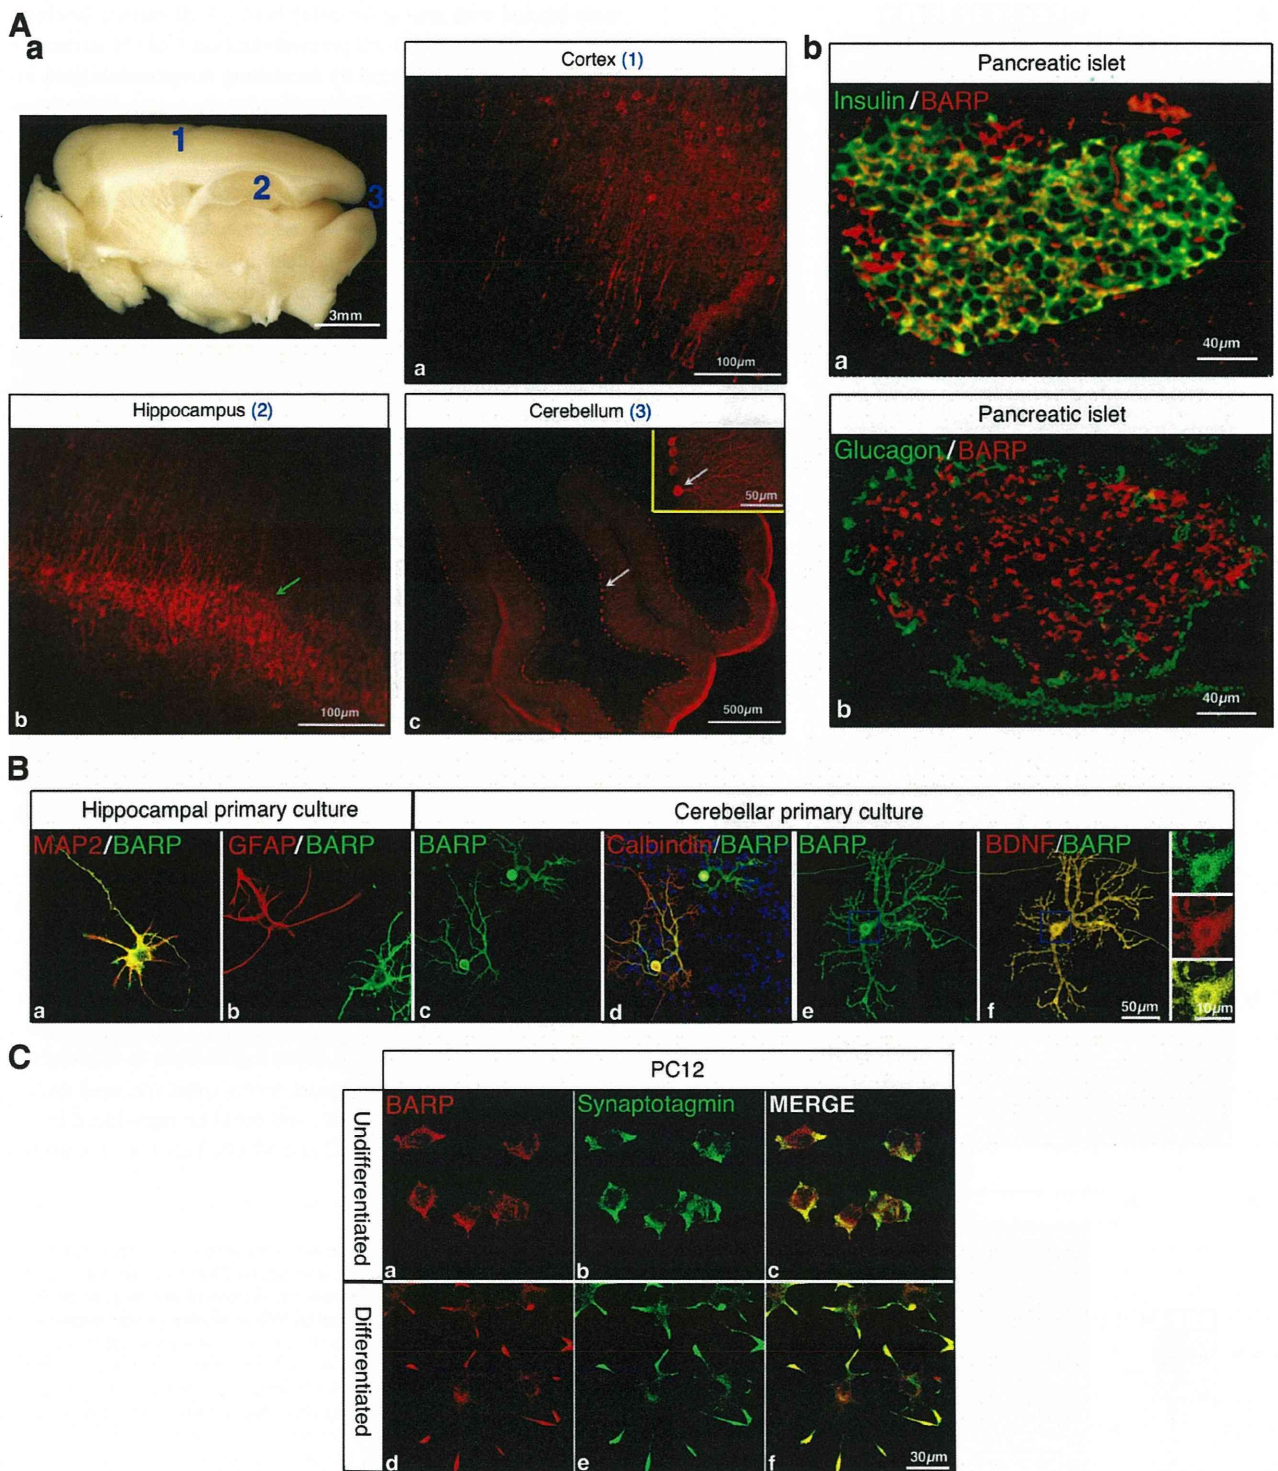 A
a
1
2
3
3mm
Cortex (1)
a
100µm
Hippocampus (2)
b
100µm
Cerebellum (3)
50µm
c
500µm
b
Pancreatic islet
Insulin/BARP
a
40µm
Pancreatic islet
Glucagon/BARP
b
40µm
B
Hippocampal primary culture
Cerebellar primary culture
MAP2/BARP
GFAP/BARP
BARP
Calbindin/BARP
BARP
BDNF/BARP
a
b
c
d
e
f
50µm
10µm
C
PC12
Undifferentiated
BARP
Synaptotagmin
MERGE
a
b
c
Differentiated
d
e
f
30µm